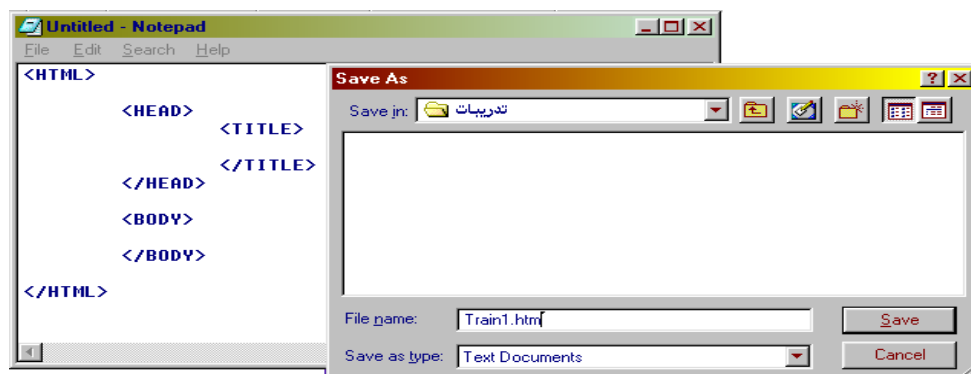 Untitled - Notepad
File Edit Search Help
<HTML>
<HEAD>
<TITLE>
</TITLE>
</HEAD>
<BODY>
</BODY>
</HTML>
Save As
Save in: تدريبات
File name: Train1.htm
Save
Save as type: Text Documents
Cancel